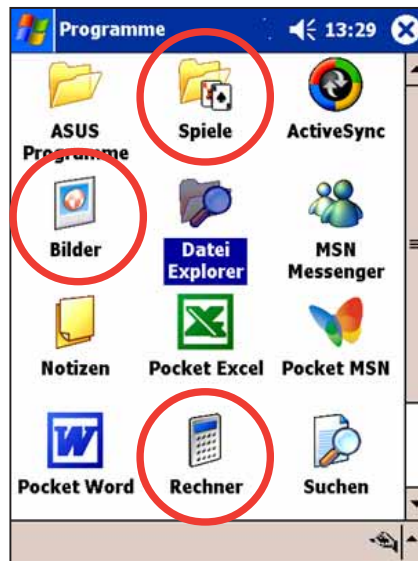 Programme 13:29
ASUS Programme
Spiele
ActiveSync
Bilder
Datei Explorer
MSN Messenger
Notizen
Pocket Excel
Pocket MSN
Pocket Word
Rechner
Suchen